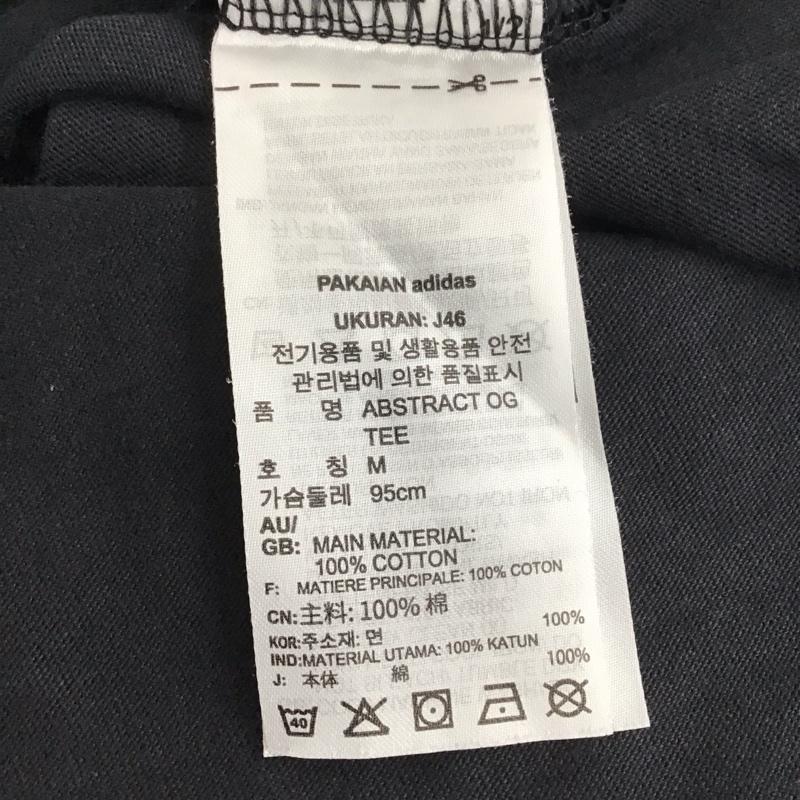 PAKAIAN adidas
UKURAN: J46
전기용품 및 생활용품 안전
관리법에 의한 품질표시
품 명 ABSTRACT OG
TEE
호 칭 M
가슴둘레 95cm
AU/
GB: MAIN MATERIAL:
100% COTTON
F: MATIERE PRINCIPALE: 100% COTON
CN:主料: 100% 棉
KOR:주소재: 면 100%
IND:MATERIAL UTAMA: 100% KATUN
J: 本体 綿 100%
40